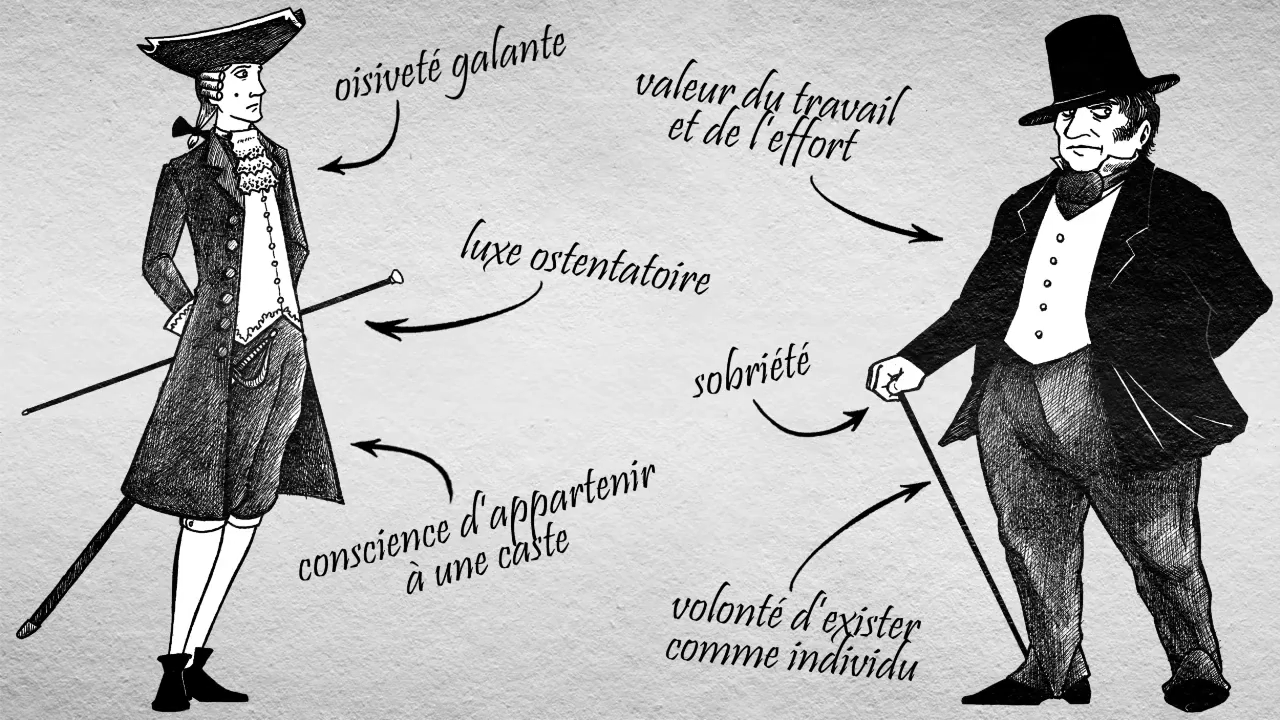 oisiveté galante
luxe ostentatoire
conscience d'appartenir
à une caste
valeur du travail
et de l'effort
sobriété
volonté d'exister
comme individu